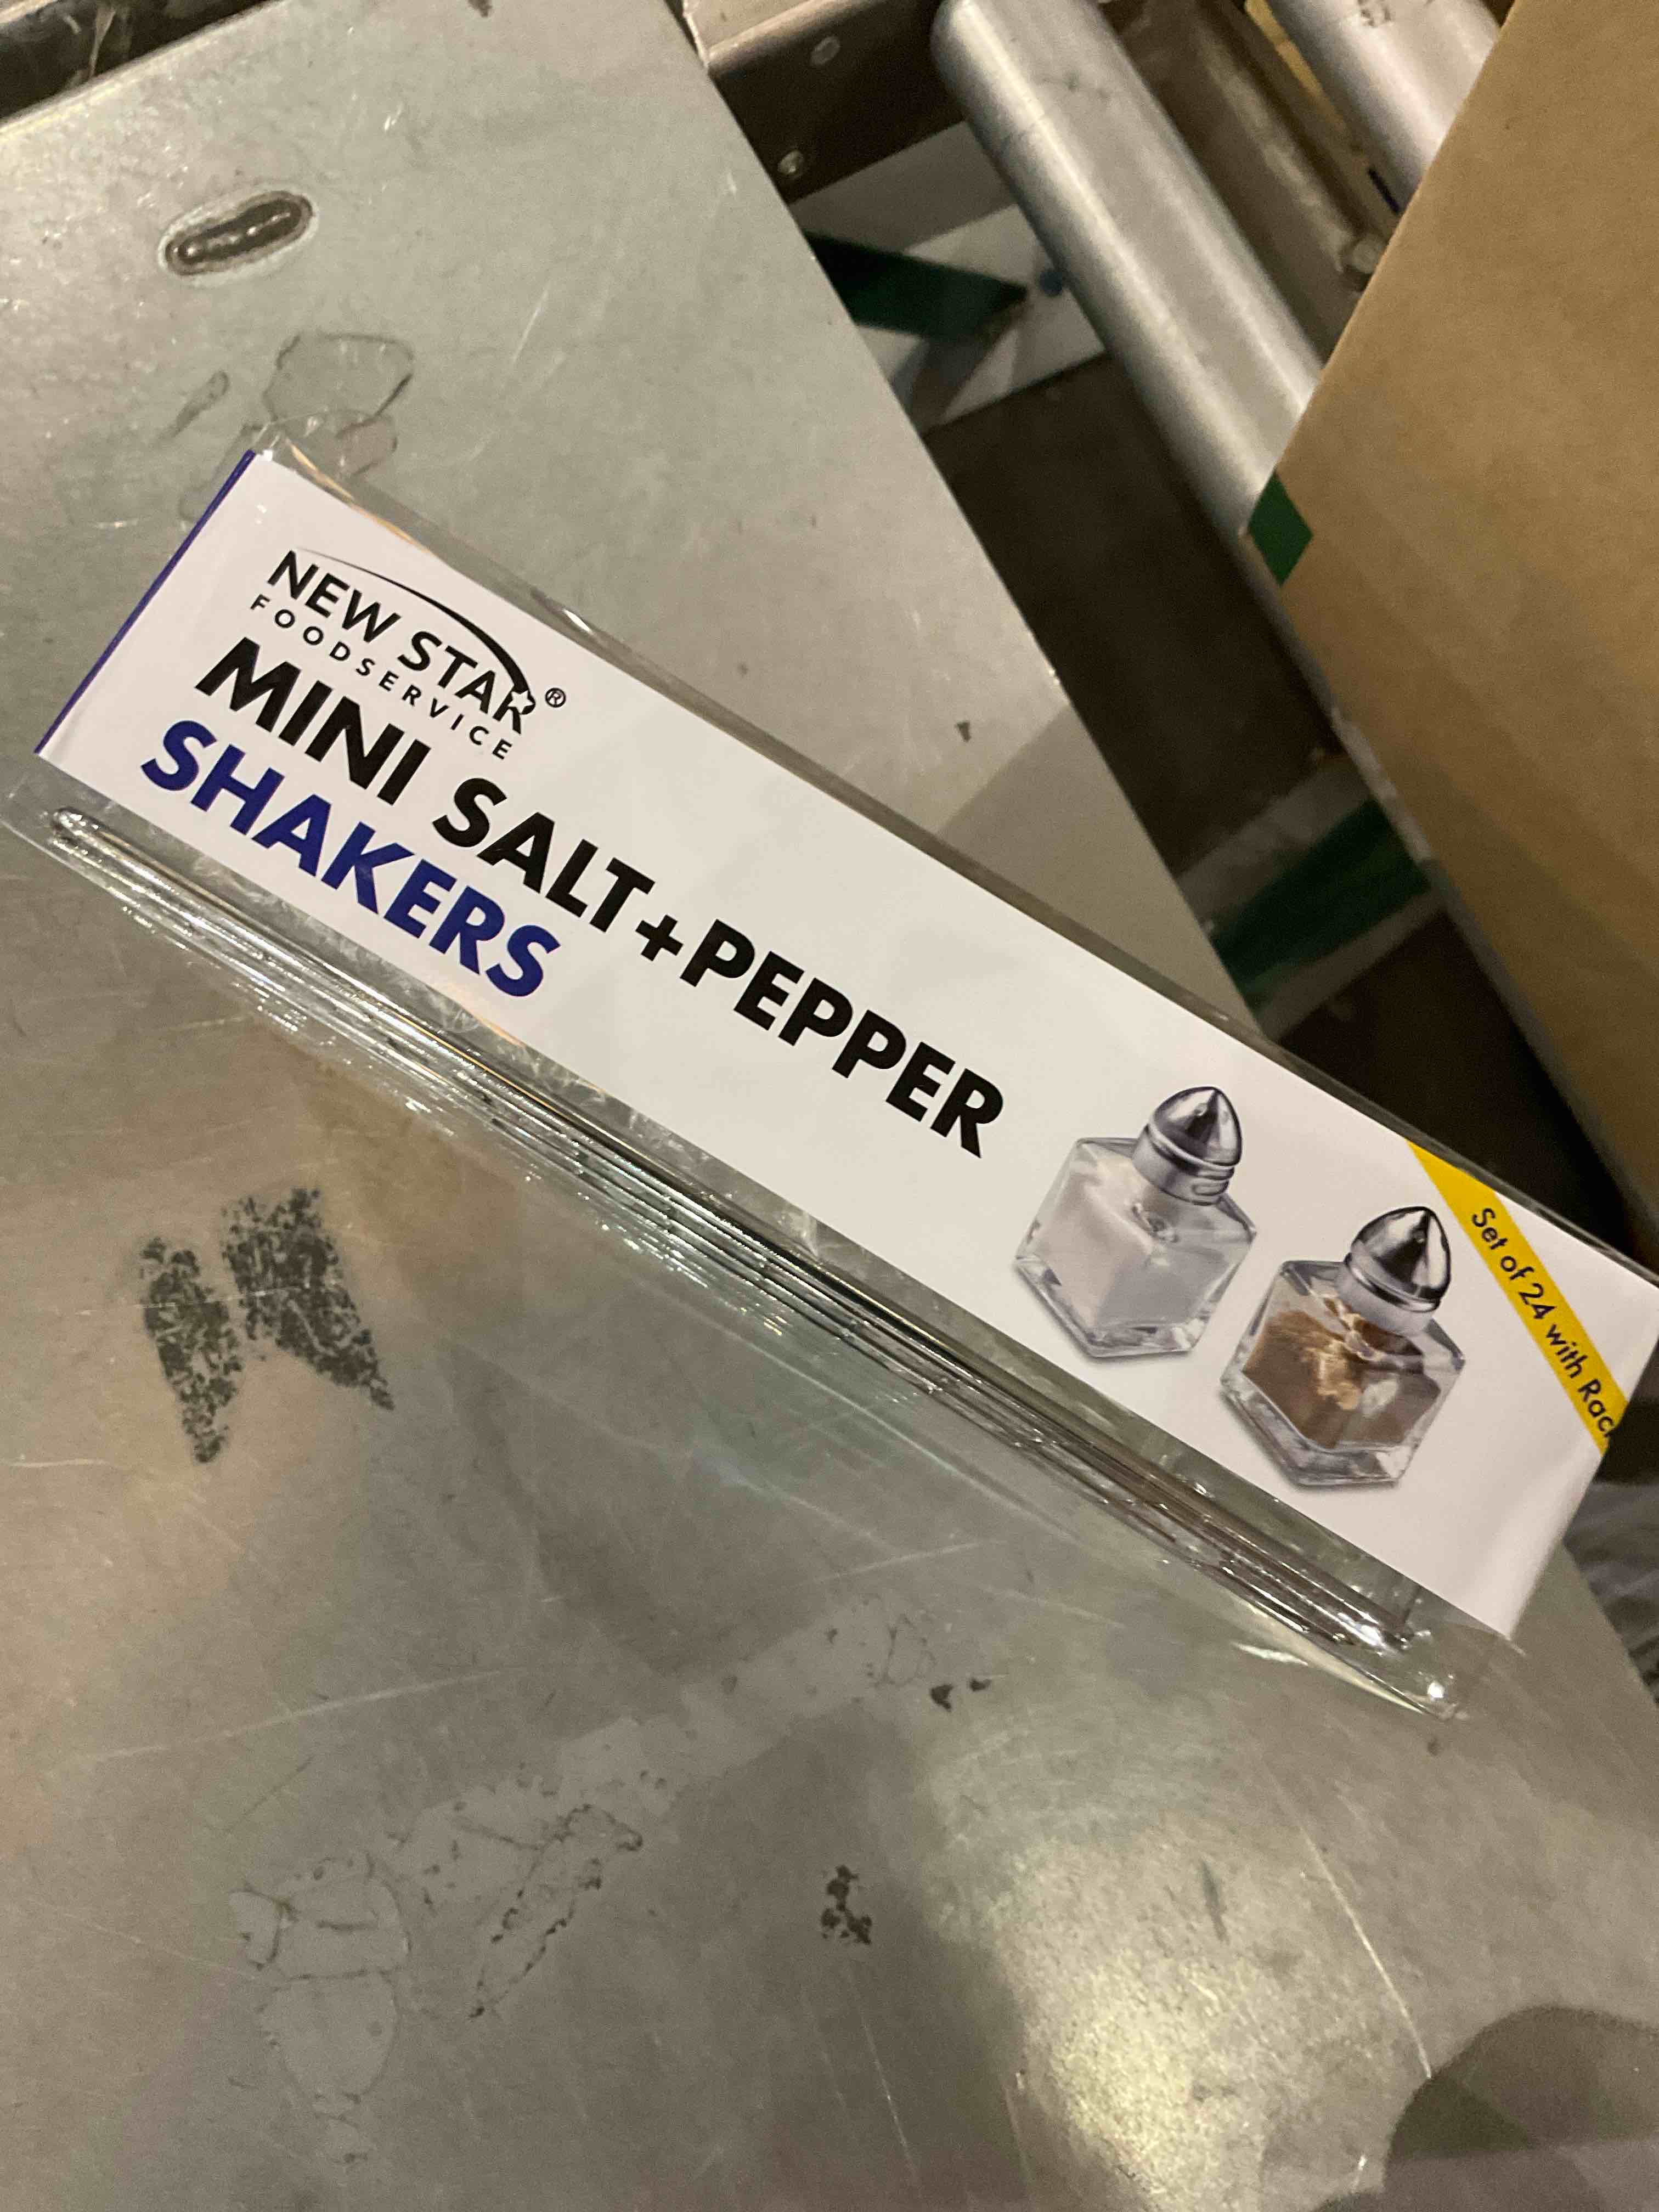 NEW STAR®
FOODSERVICE
MINI SALT+PEPPER
SHAKERS
Set of 24 with Rac